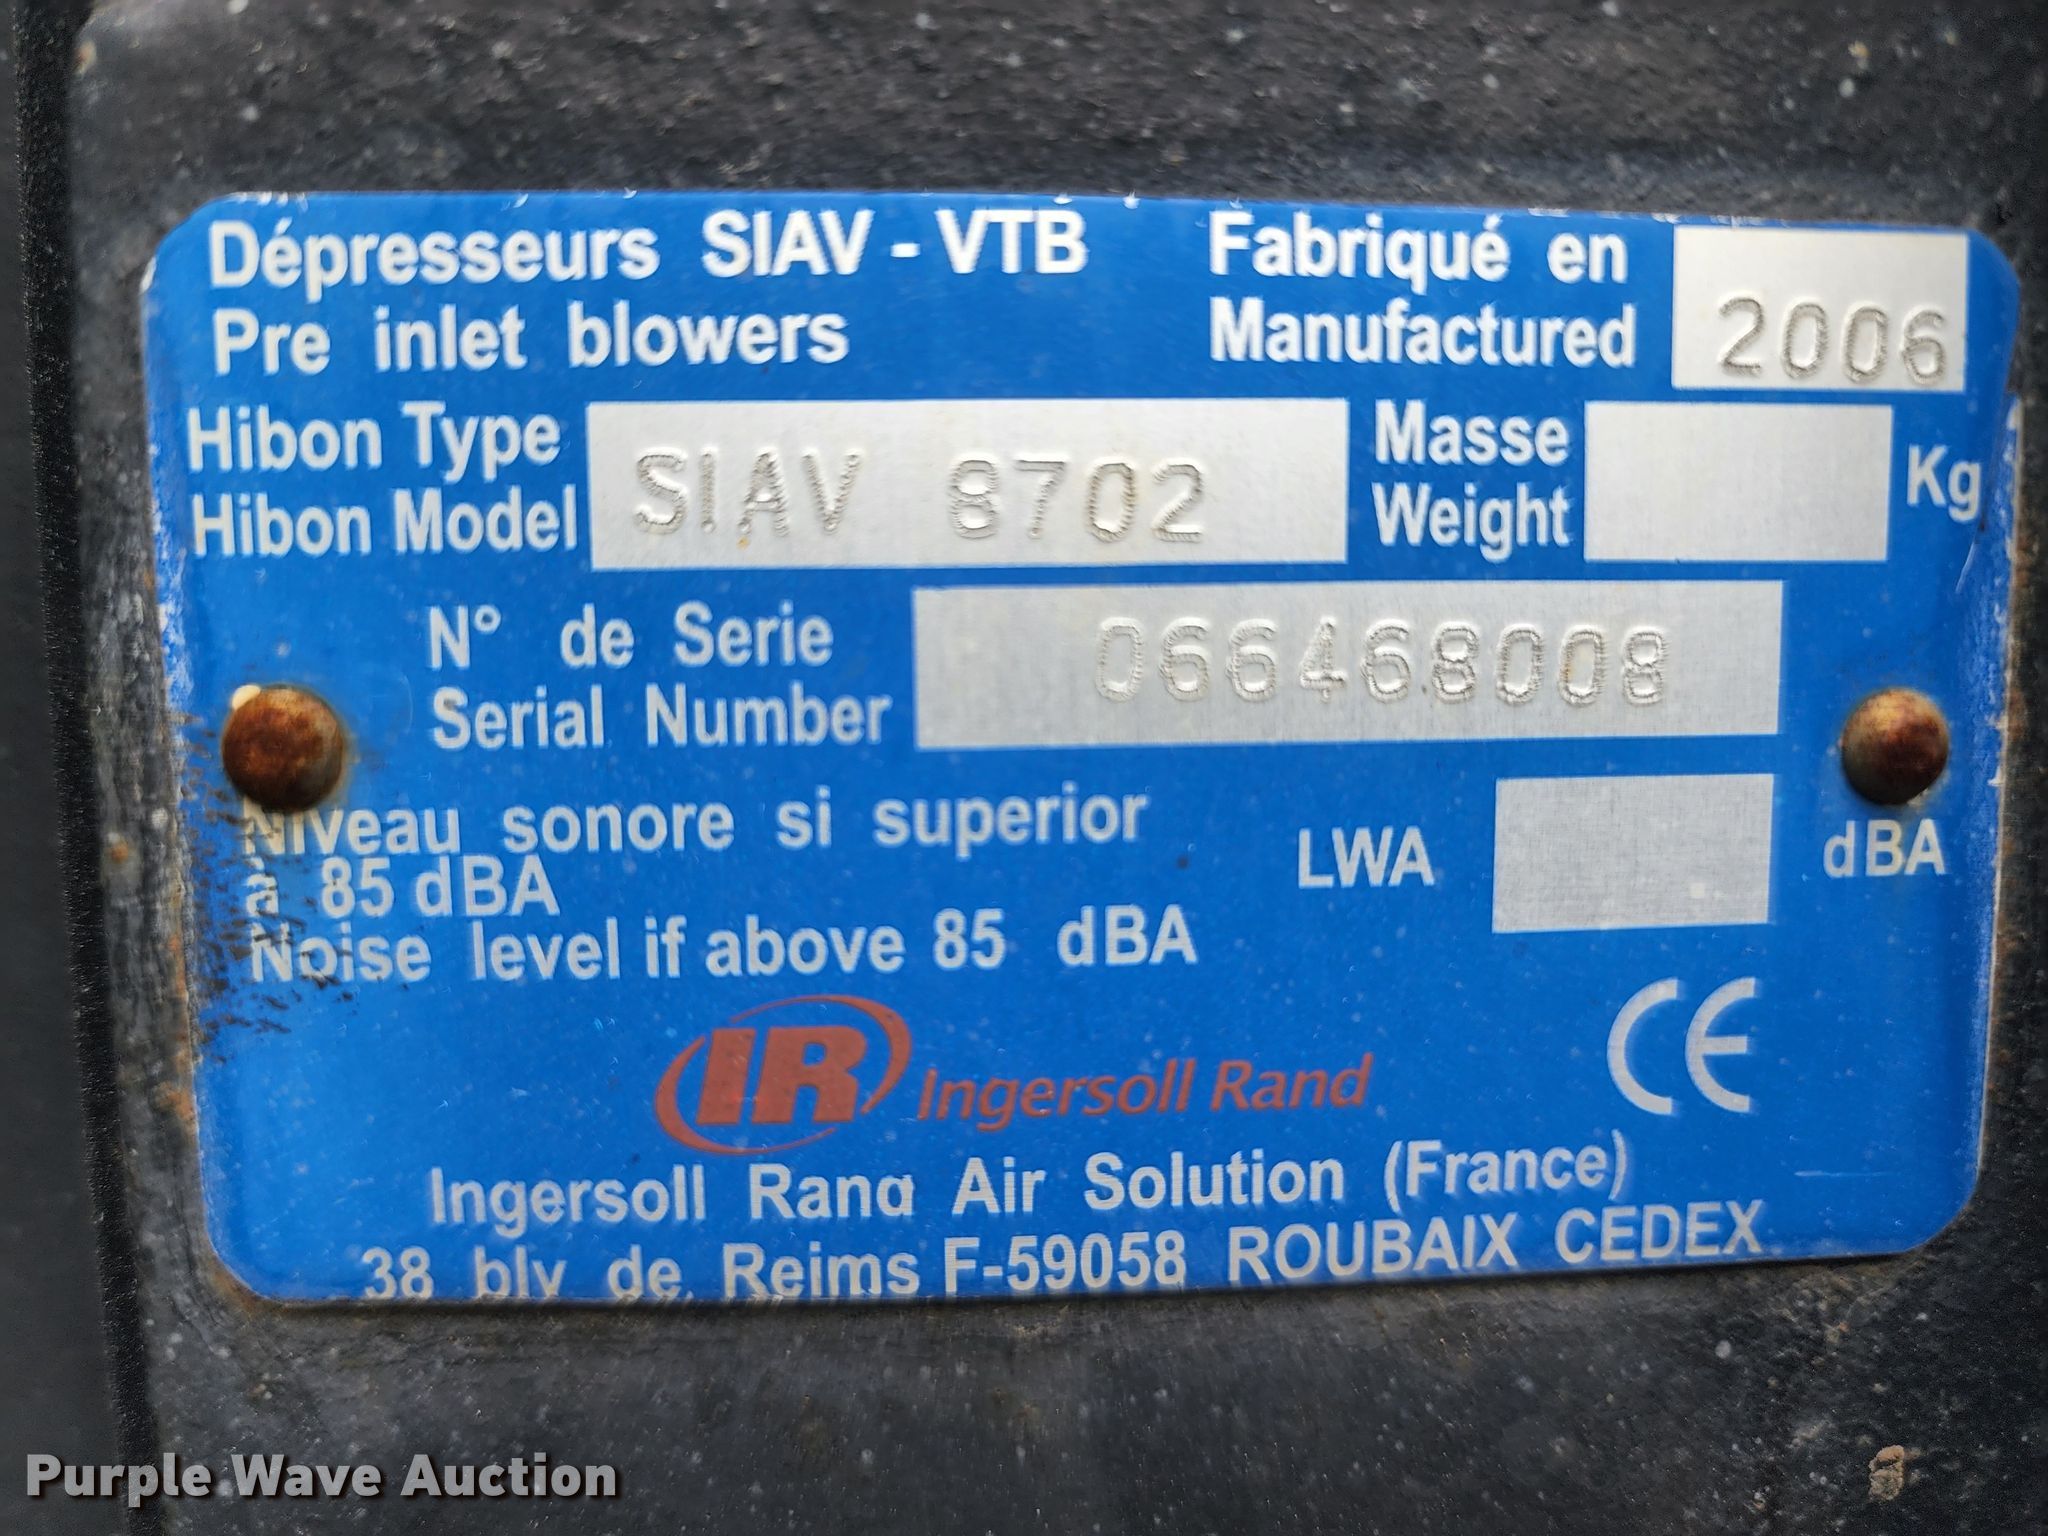 Dépresseurs SIAV - VTB Fabriqué en
Pre inlet blowers Manufactured 2006
Hibon Type Masse
SIAV 8702 Kg
Hibon Model Weight
N° de Serie
066468008
Serial Number
Niveau sonore si superior
à 85 dBA LWA dBA
Noise level if above 85 dBA
CE
IR Ingersoll Rand
Ingersoll Rand Air Solution (France)
38 blv de Reims F-59058 ROUBAIX CEDEX
Purple Wave Auction